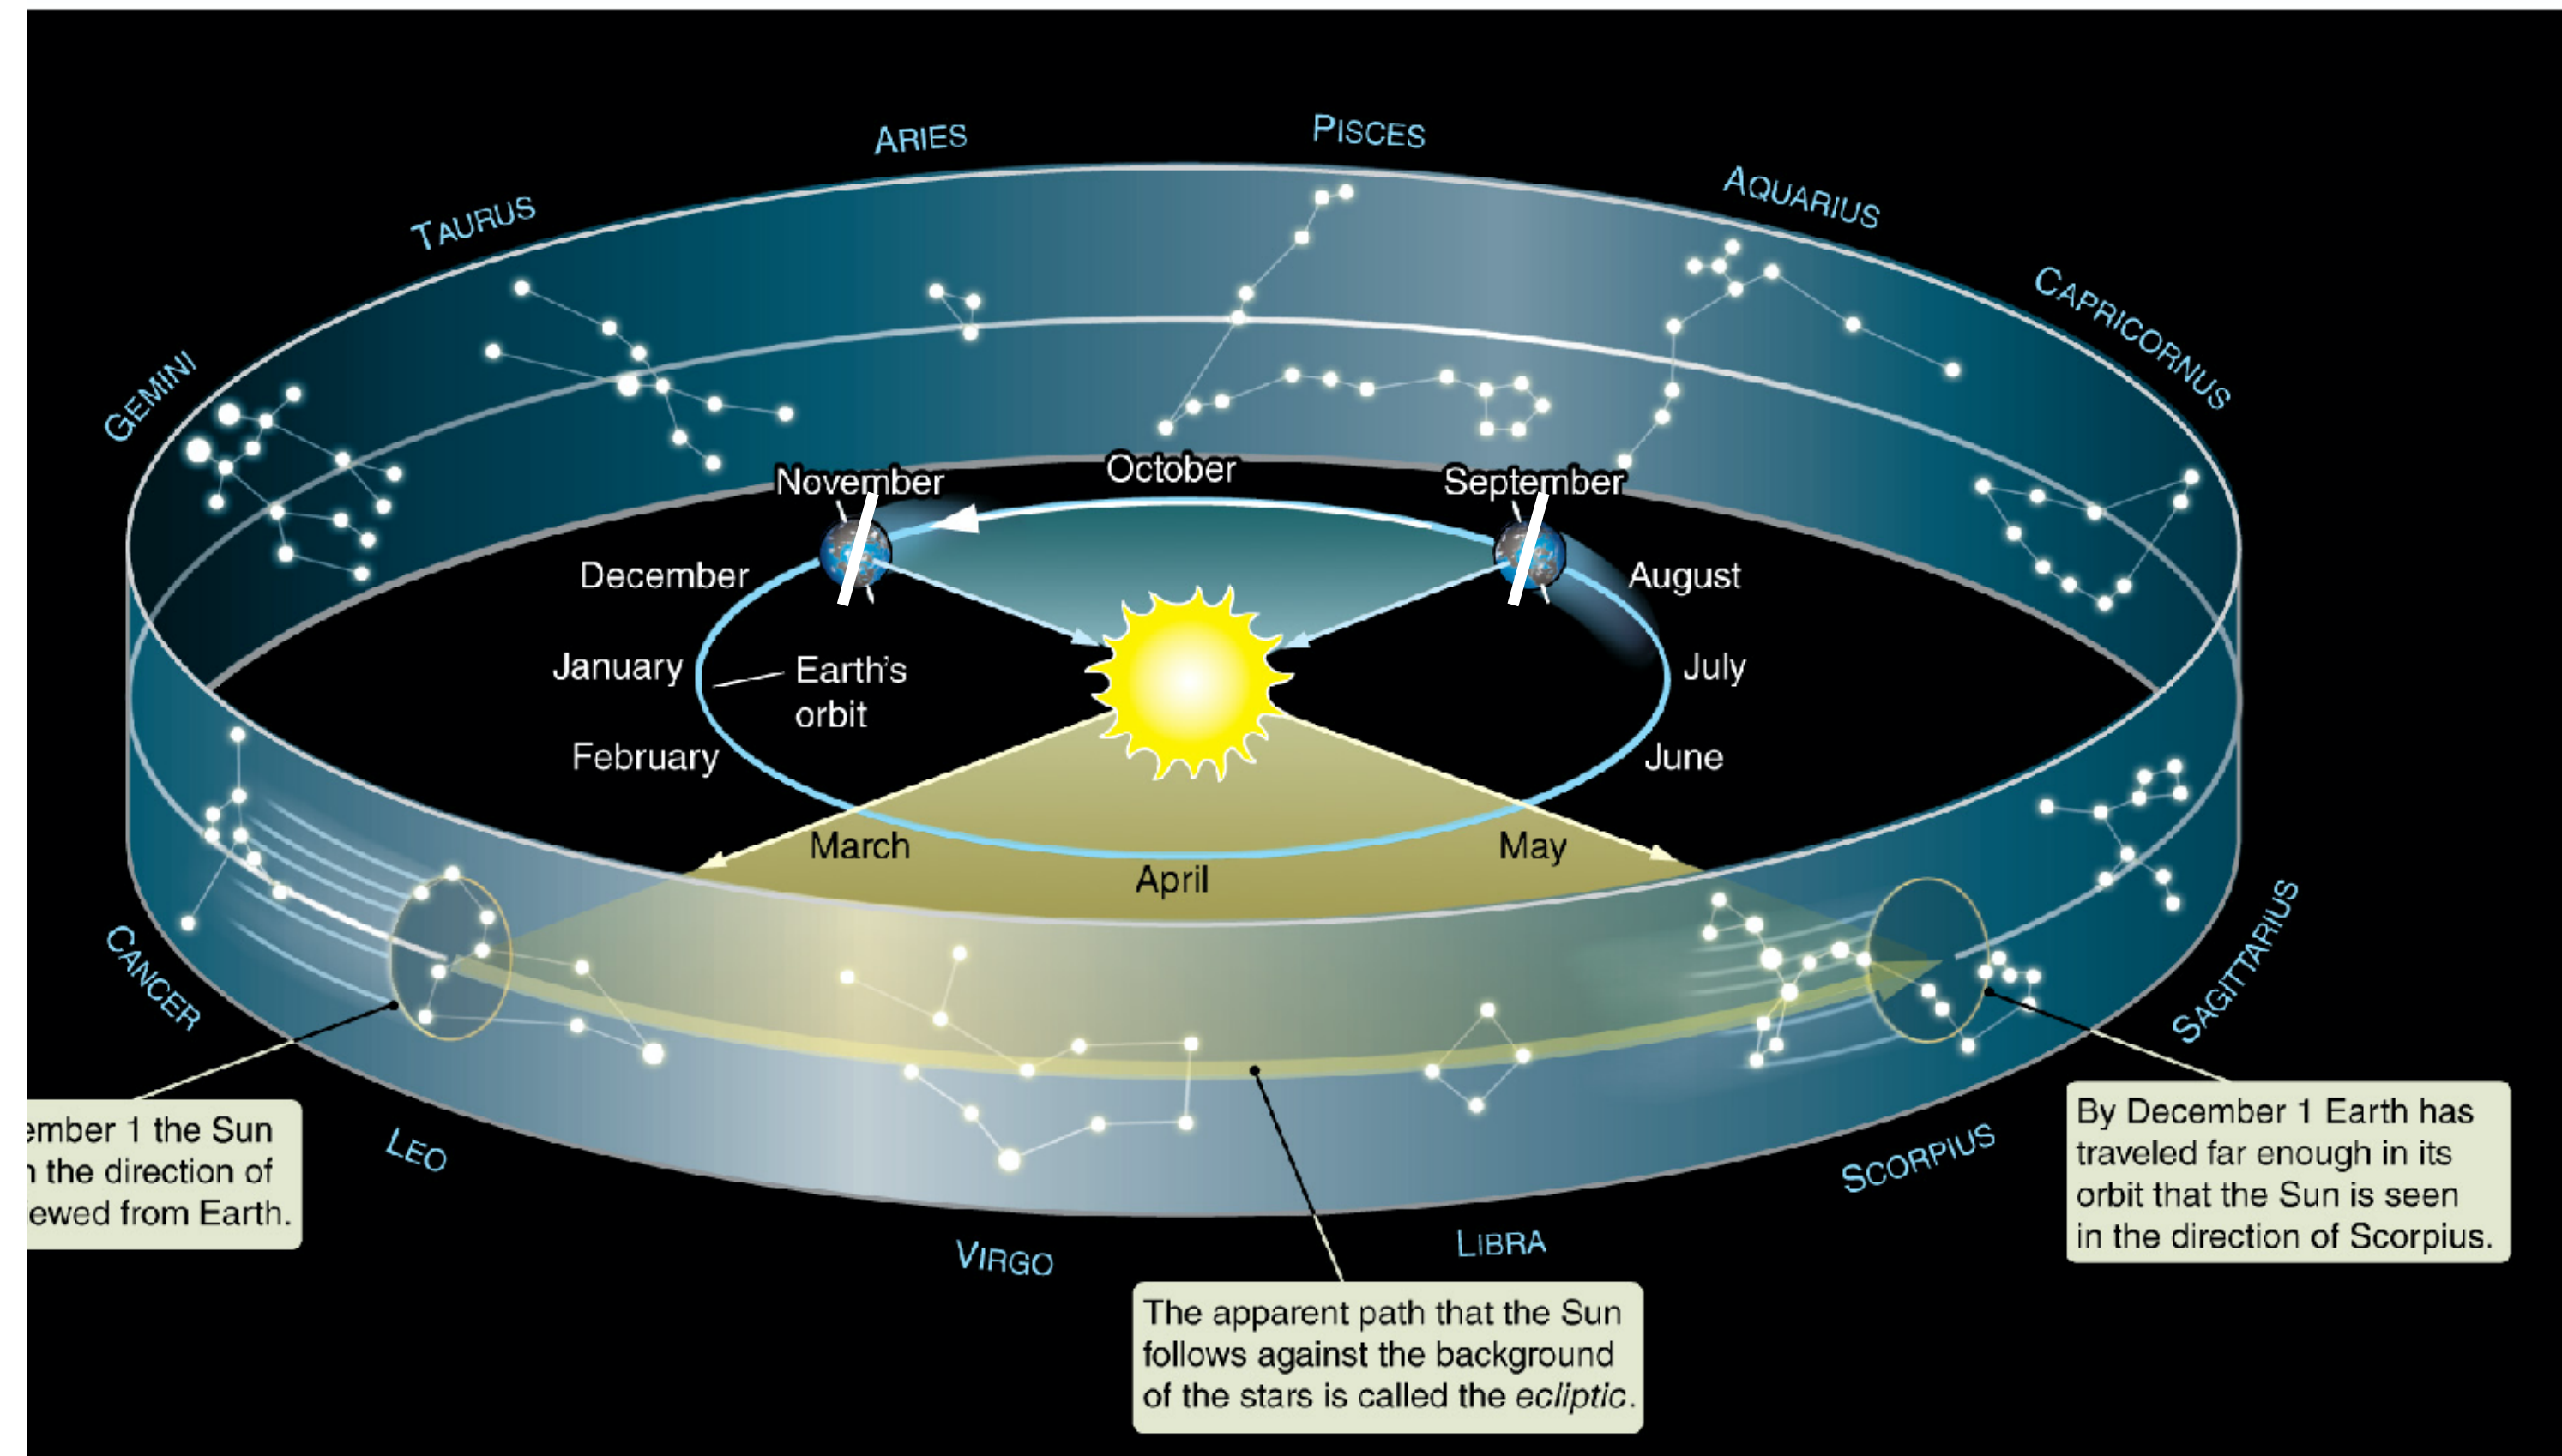 ARIES
PISCES
TAURUS
AQUARIUS
GEMINI
CAPRICORNUS
November
October
September
December
August
January
Earth's
orbit
July
February
June
March
May
April
CANCER
LEO
VIRGO
LIBRA
SCORPIUS
SAGITTARIUS
ember 1 the Sun
the direction of
iewed from Earth.
By December 1 Earth has
traveled far enough in its
orbit that the Sun is seen
in the direction of Scorpius.
The apparent path that the Sun
follows against the background
of the stars is called the ecliptic.